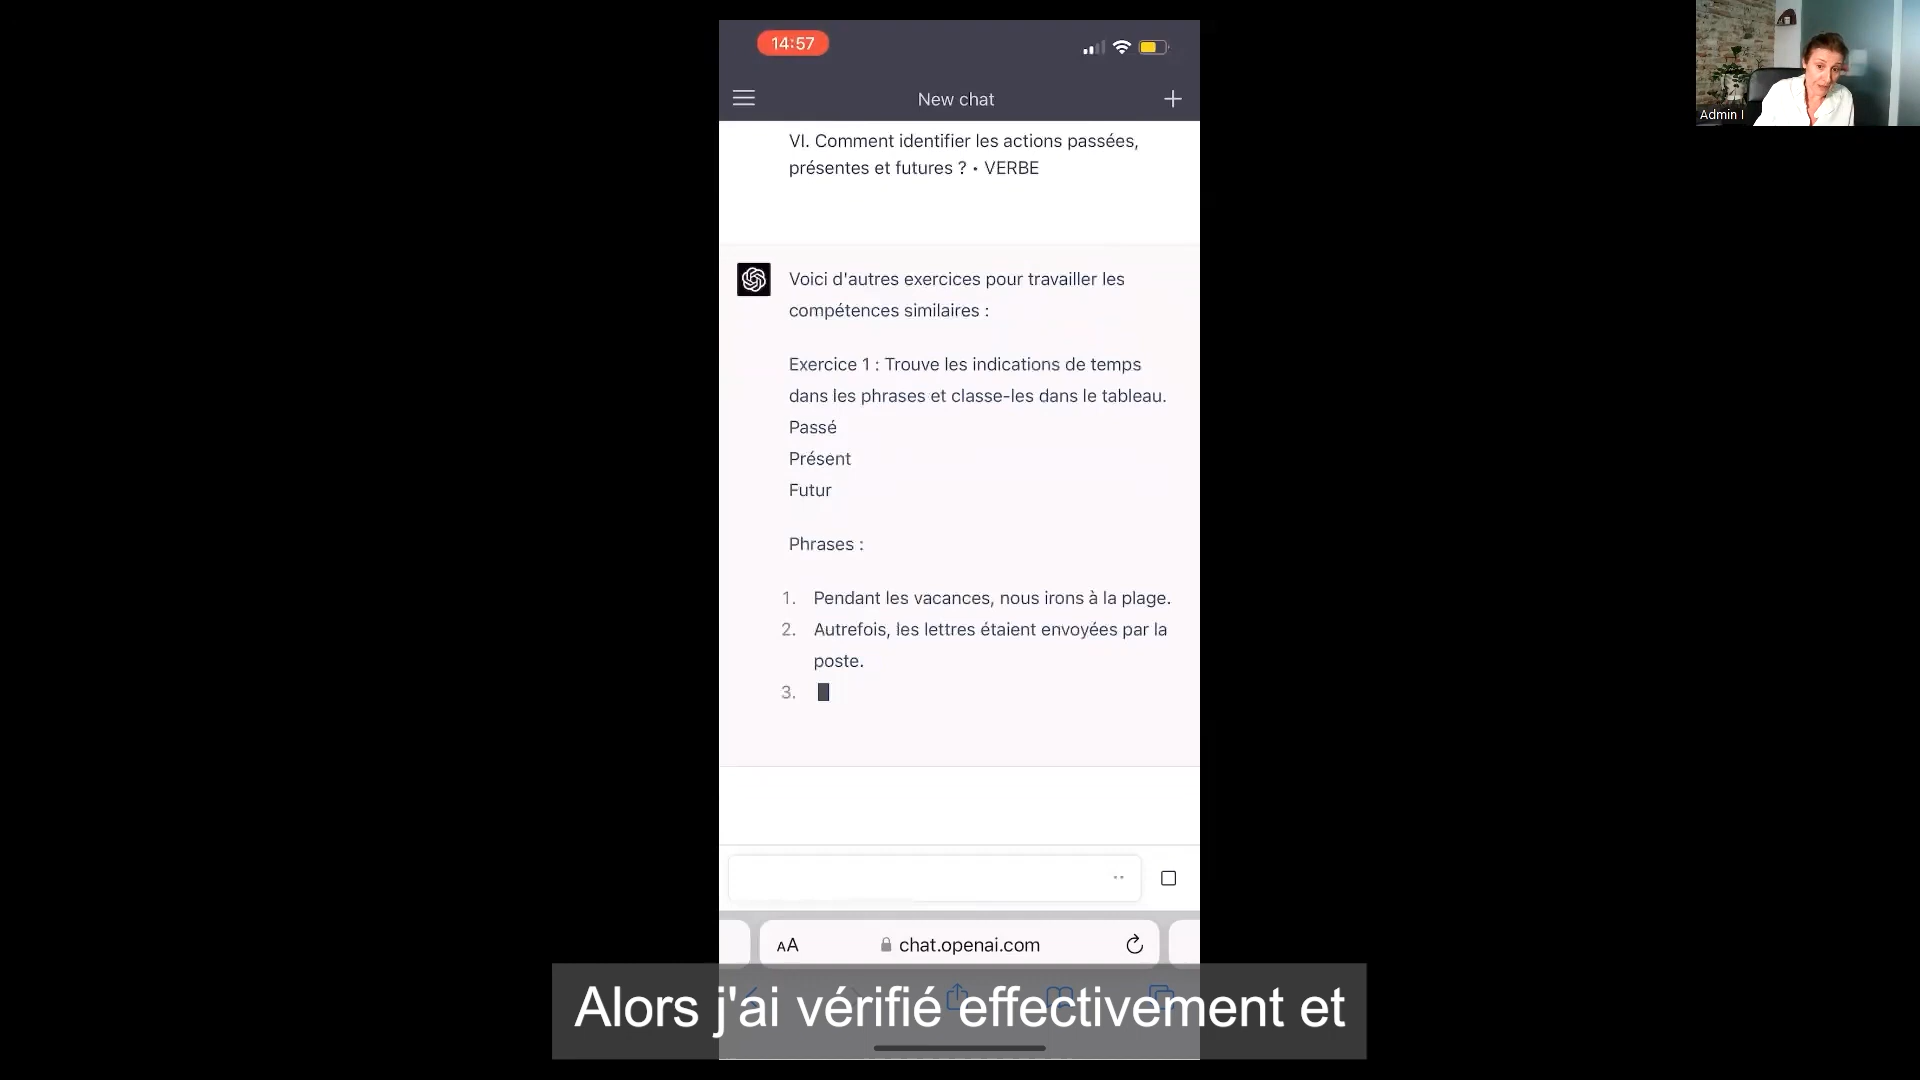 14:57
New chat
VI. Comment identifier les actions passées,
présentes et futures ? • VERBE
Voici d'autres exercices pour travailler les
compétences similaires :
Exercice 1 : Trouve les indications de temps
dans les phrases et classe-les dans le tableau.
Passé
Présent
Futur
Phrases :
1. Pendant les vacances, nous irons à la plage.
2. Autrefois, les lettres étaient envoyées par la
poste.
3.
AA chat.openai.com
Alors j'ai vérifié effectivement et
Admin I